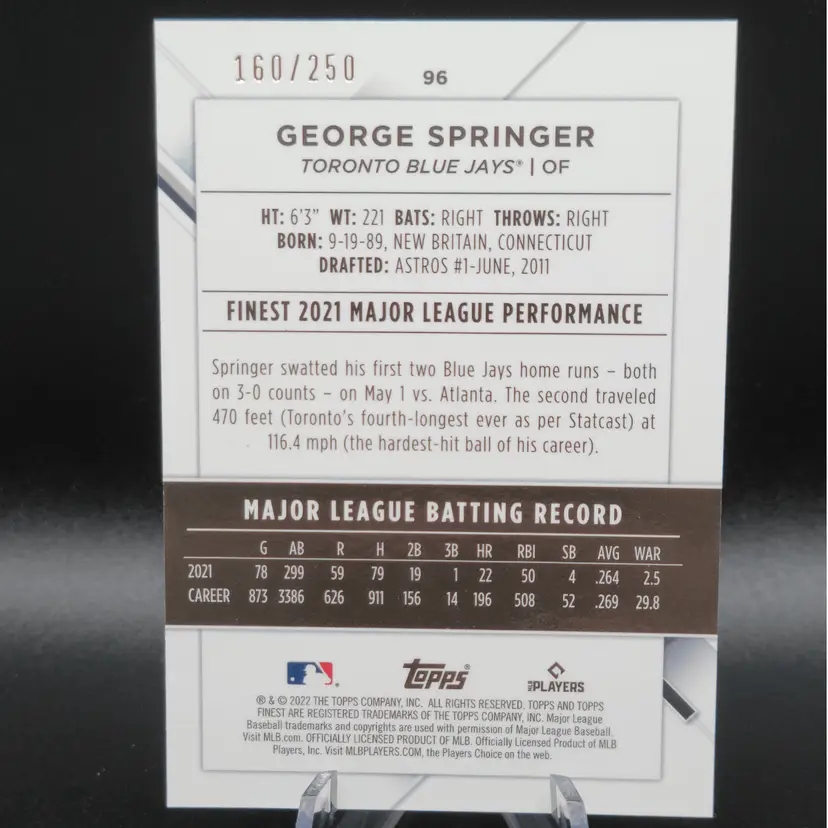 160/250
96
GEORGE SPRINGER
TORONTO BLUE JAYS® | OF
HT: 6'3" WT: 221 BATS: RIGHT THROWS: RIGHT
BORN: 9-19-89, NEW BRITAIN, CONNECTICUT
DRAFTED: ASTROS #1-JUNE, 2011
FINEST 2021 MAJOR LEAGUE PERFORMANCE
Springer swatted his first two Blue Jays home runs – both
on 3-0 counts – on May 1 vs. Atlanta. The second traveled
470 feet (Toronto's fourth-longest ever as per Statcast) at
116.4 mph (the hardest-hit ball of his career).
MAJOR LEAGUE BATTING RECORD
G AB R H 2B 3B HR RBI SB AVG WAR
2021 78 299 59 79 19 1 22 50 4 .264 2.5
CAREER 873 3386 626 911 156 14 196 508 52 .269 29.8
TOPPS®
MLB PLAYERS
® & © 2022 THE TOPPS COMPANY, INC. ALL RIGHTS RESERVED. TOPPS AND TOPPS
FINEST ARE REGISTERED TRADEMARKS OF THE TOPPS COMPANY, INC. Major League
Baseball trademarks and copyrights are used with permission of Major League Baseball.
Visit MLB.com. OFFICIALLY LICENSED PRODUCT OF MLB. Officially Licensed Product of MLB
Players, Inc. Visit MLBPLAYERS.COM, the Players Choice on the web.